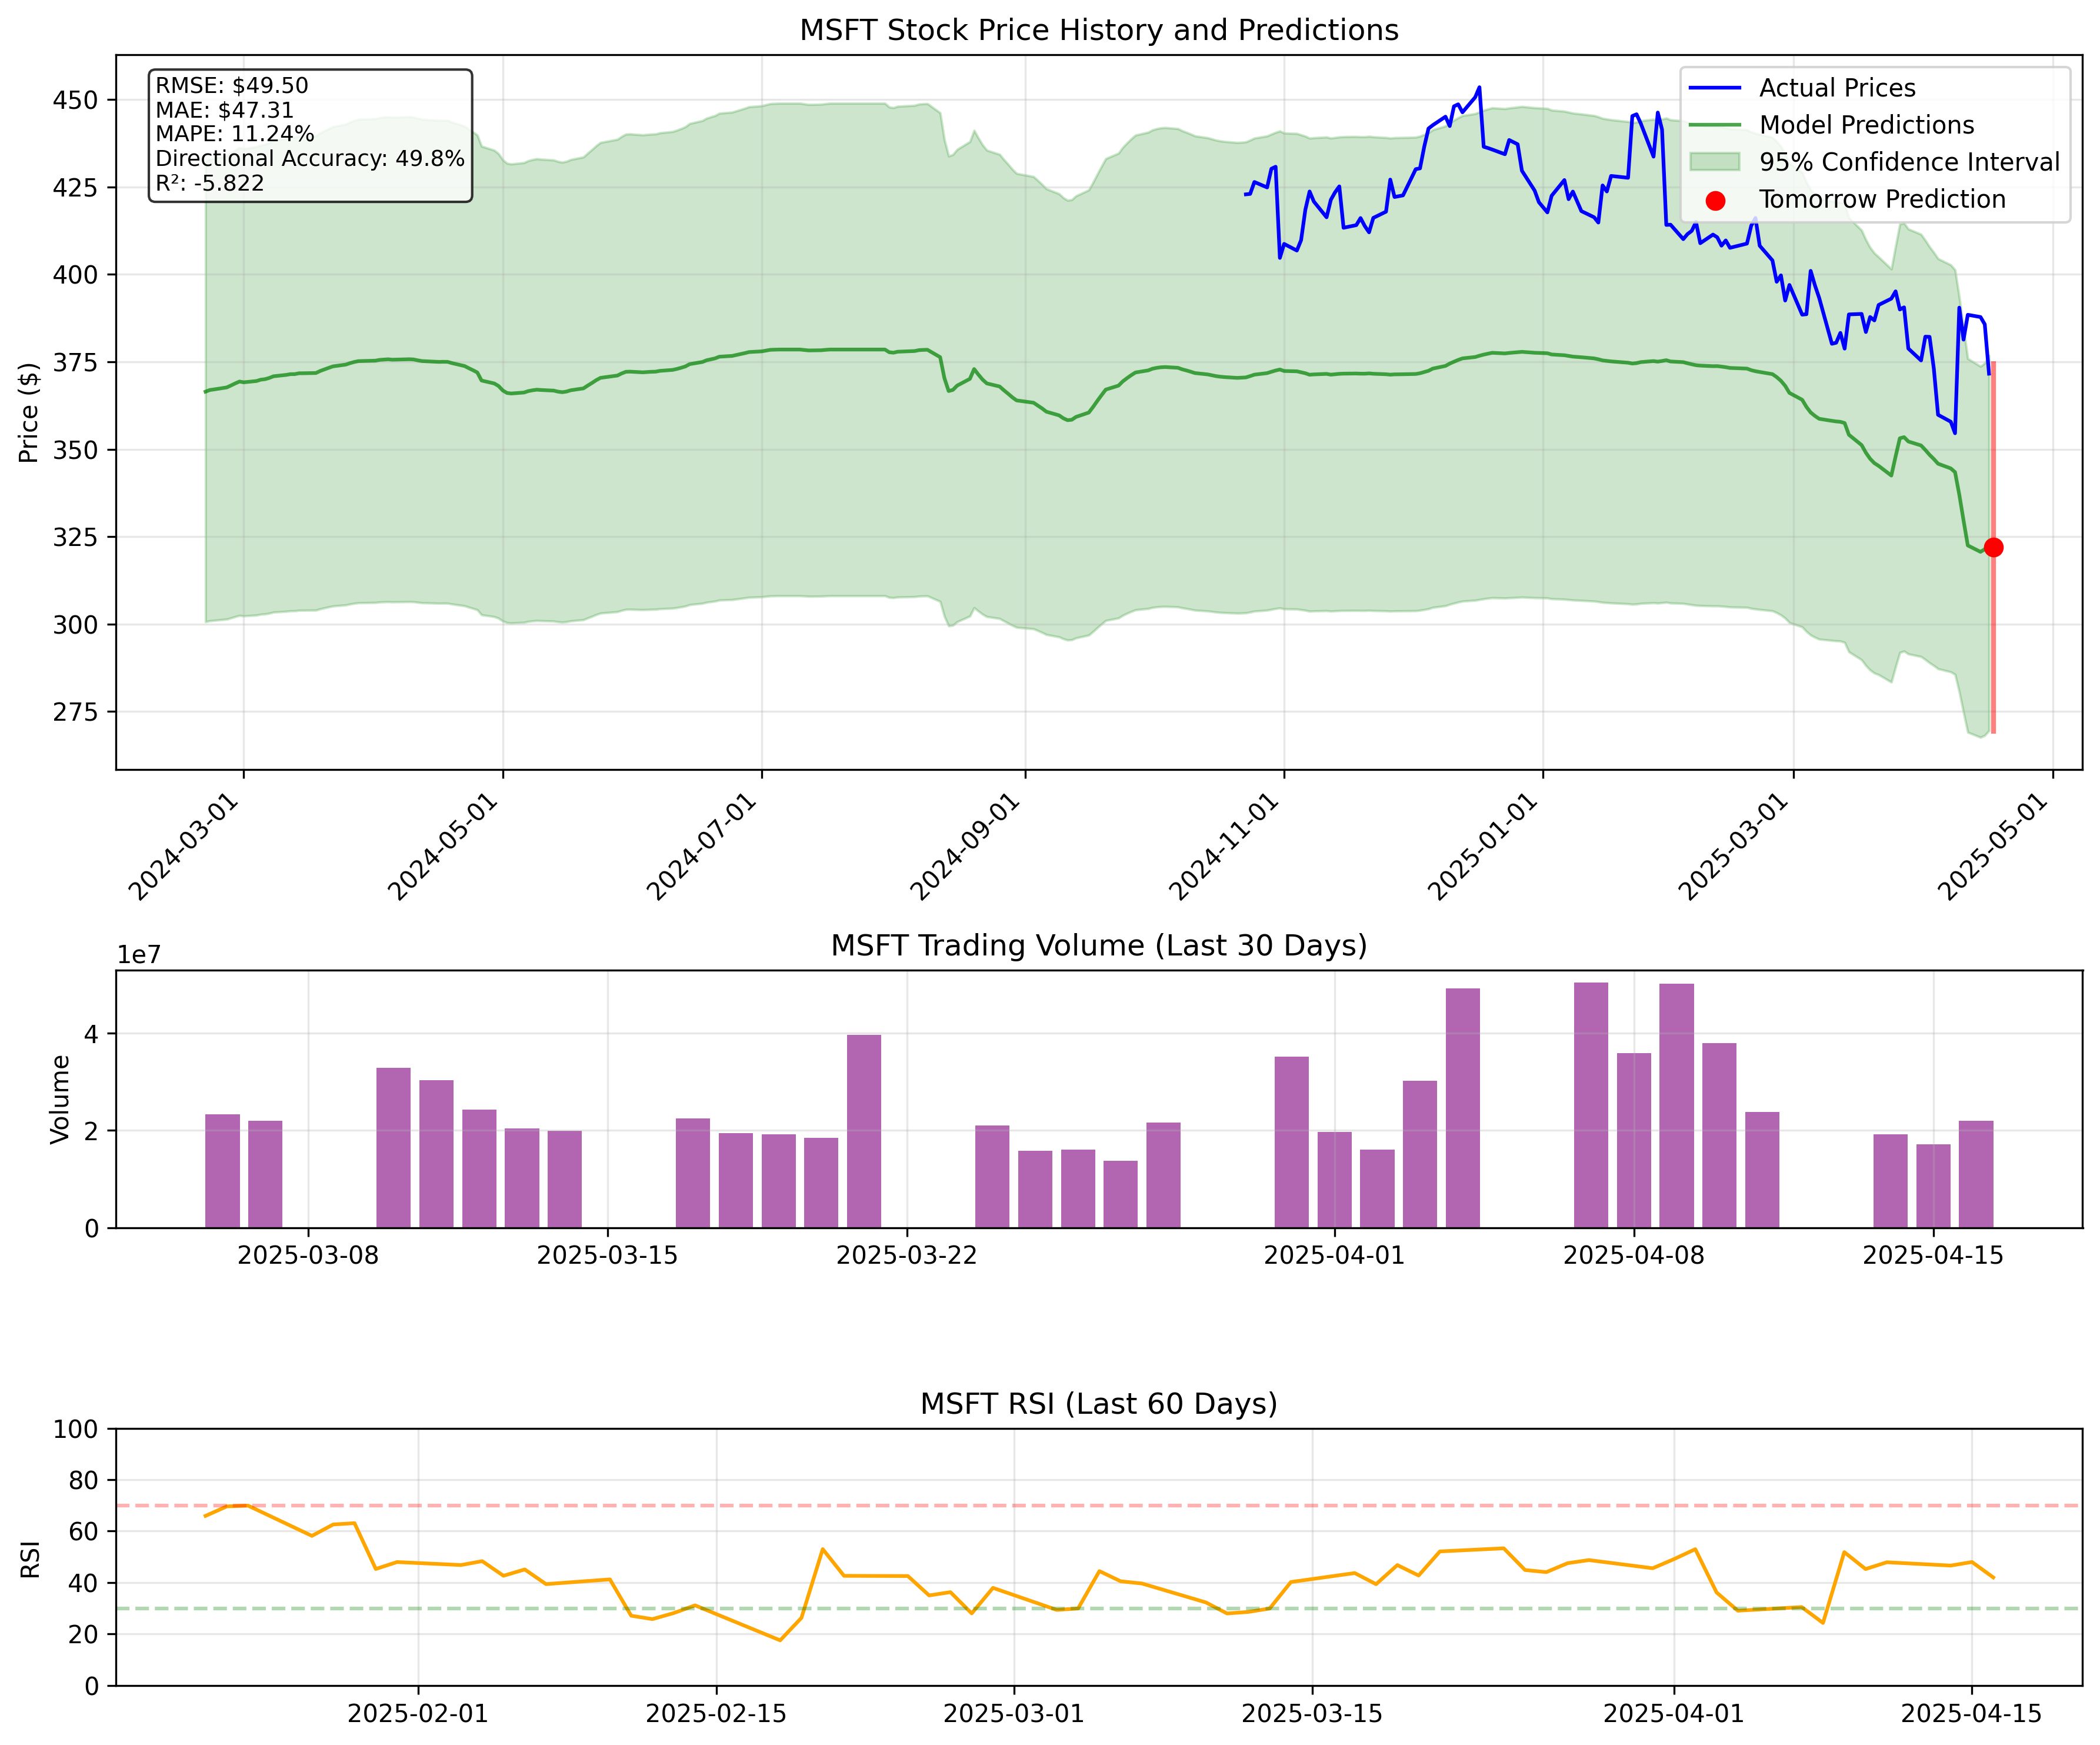 MSFT Stock Price History and Predictions
RMSE: $49.50
MAE: $47.31
MAPE: 11.24%
Directional Accuracy: 49.8%
R²: -5.822
Actual Prices
Model Predictions
95% Confidence Interval
Tomorrow Prediction
Price ($)
450
425
400
375
350
325
300
275
2024-03-01
2024-05-01
2024-07-01
2024-09-01
2024-11-01
2025-01-01
2025-03-01
2025-05-01
MSFT Trading Volume (Last 30 Days)
1e7
Volume
4
2
0
2025-03-08
2025-03-15
2025-03-22
2025-04-01
2025-04-08
2025-04-15
MSFT RSI (Last 60 Days)
RSI
100
80
60
40
20
0
2025-02-01
2025-02-15
2025-03-01
2025-03-15
2025-04-01
2025-04-15